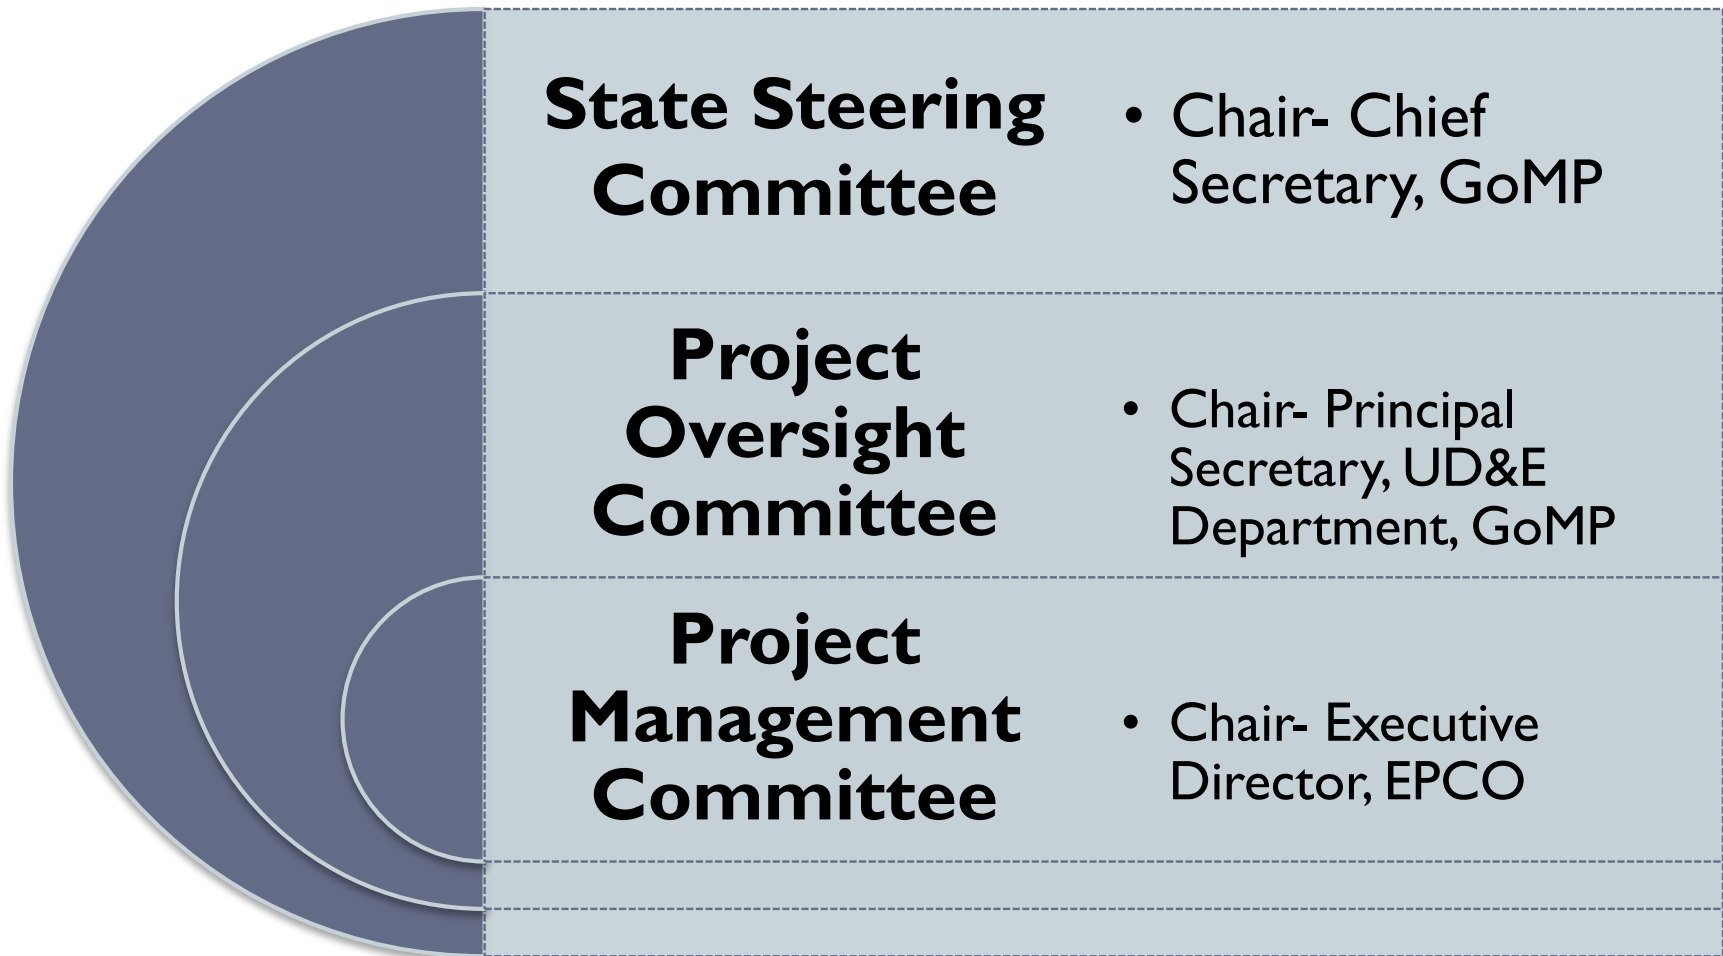 State Steering
Committee
• Chair- Chief
Secretary, GoMP
Project
Oversight
Committee
• Chair- Principal
Secretary, UD&E
Department, GoMP
Project
Management
Committee
• Chair- Executive
Director, EPCO